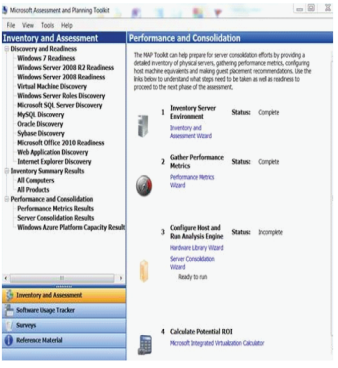 Microsoft Assessment and Planning Toolkit
File View Tools Help
Inventory and Assessment
Discovery and Readiness
Windows 7 Readiness
Windows Server 2008 R2 Readiness
Windows Server 2008 Readiness
Virtual Machine Discovery
Windows Server Roles Discovery
Microsoft SQL Server Discovery
MySQL Discovery
Oracle Discovery
Sybase Discovery
Microsoft Office 2010 Readiness
Web Application Discovery
Internet Explorer Discovery
Inventory Summary Results
All Computers
All Products
Performance and Consolidation
Performance Metrics Results
Server Consolidation Results
Windows Azure Platform Capacity Result
Inventory and Assessment
Software Usage Tracker
Surveys
Reference Material
Performance and Consolidation
The MAP Toolkit can help prepare for server consolidation efforts by providing a
detailed inventory of physical servers, gathering performance metrics, configuring
host machine equivalents and making guest placement recommendations. Use the
links below to understand what steps need to be taken as well as readiness to
proceed to the next phase of the assessment.
1 Inventory Server Environment Status: Complete
Inventory and
Assessment Wizard
2 Gather Performance Metrics Status: Complete
Performance Metrics
Wizard
3 Configure Host and Run Analysis Engine Status: Incomplete
Hardware Library Wizard
Server Consolidation
Wizard
Ready to run
4 Calculate Potential ROI
Microsoft Integrated Virtualization Calculator